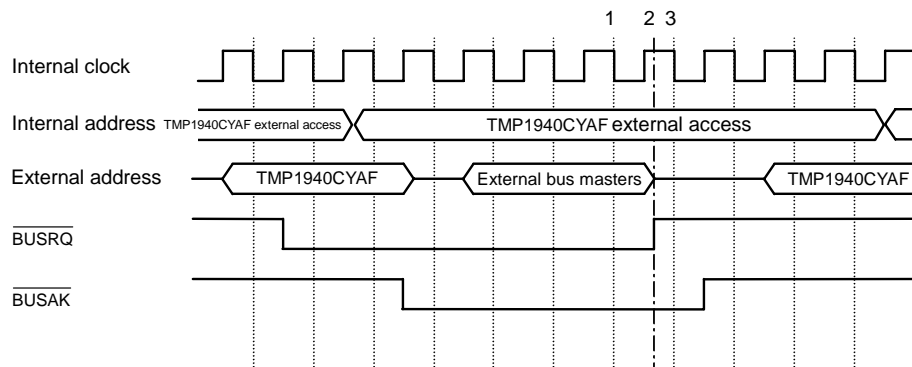 1 2 3
Internal clock
Internal address TMP1940CYAF external access TMP1940CYAF external access
External address TMP1940CYAF External bus masters TMP1940CYAF
BUSRQ
BUSAK